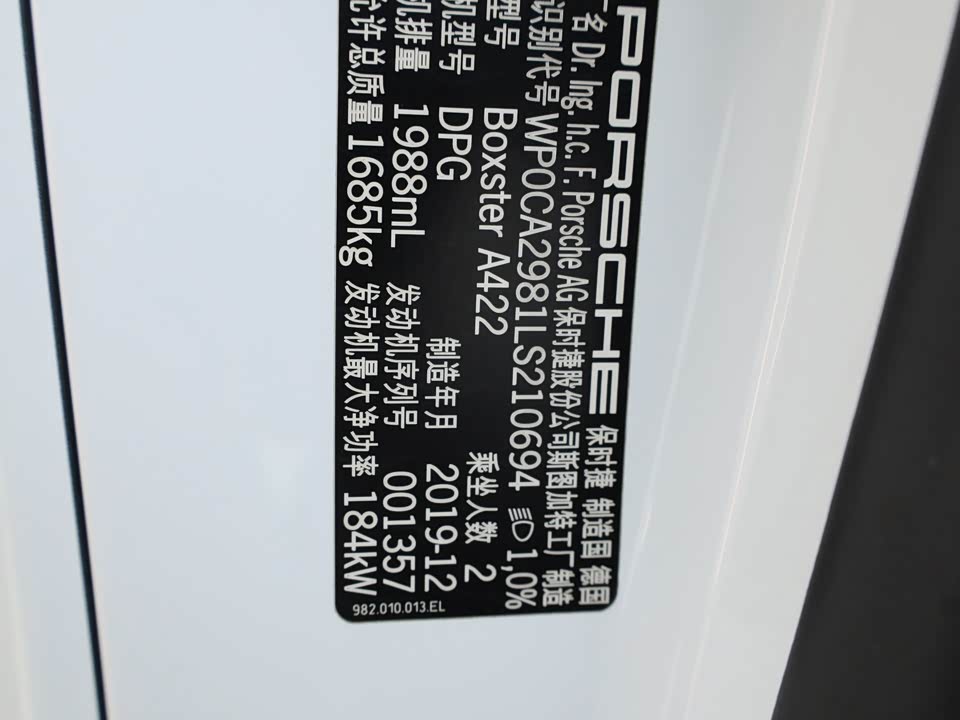 PORSCHE 保时捷 制造国 德国
名 Dr. Ing. h.c. F. Porsche AG 保时捷股份公司斯图加特工厂 制造
识别代号 WP0CA2981LS210694 1,0%
型号 Boxster A422 乘坐人数 2
机型号 DPG 制造年月 2019-12
机排量 1988mL 发动机序列号 001357
允许总质量 1685kg 发动机最大净功率 184kW
982.010.013.EL